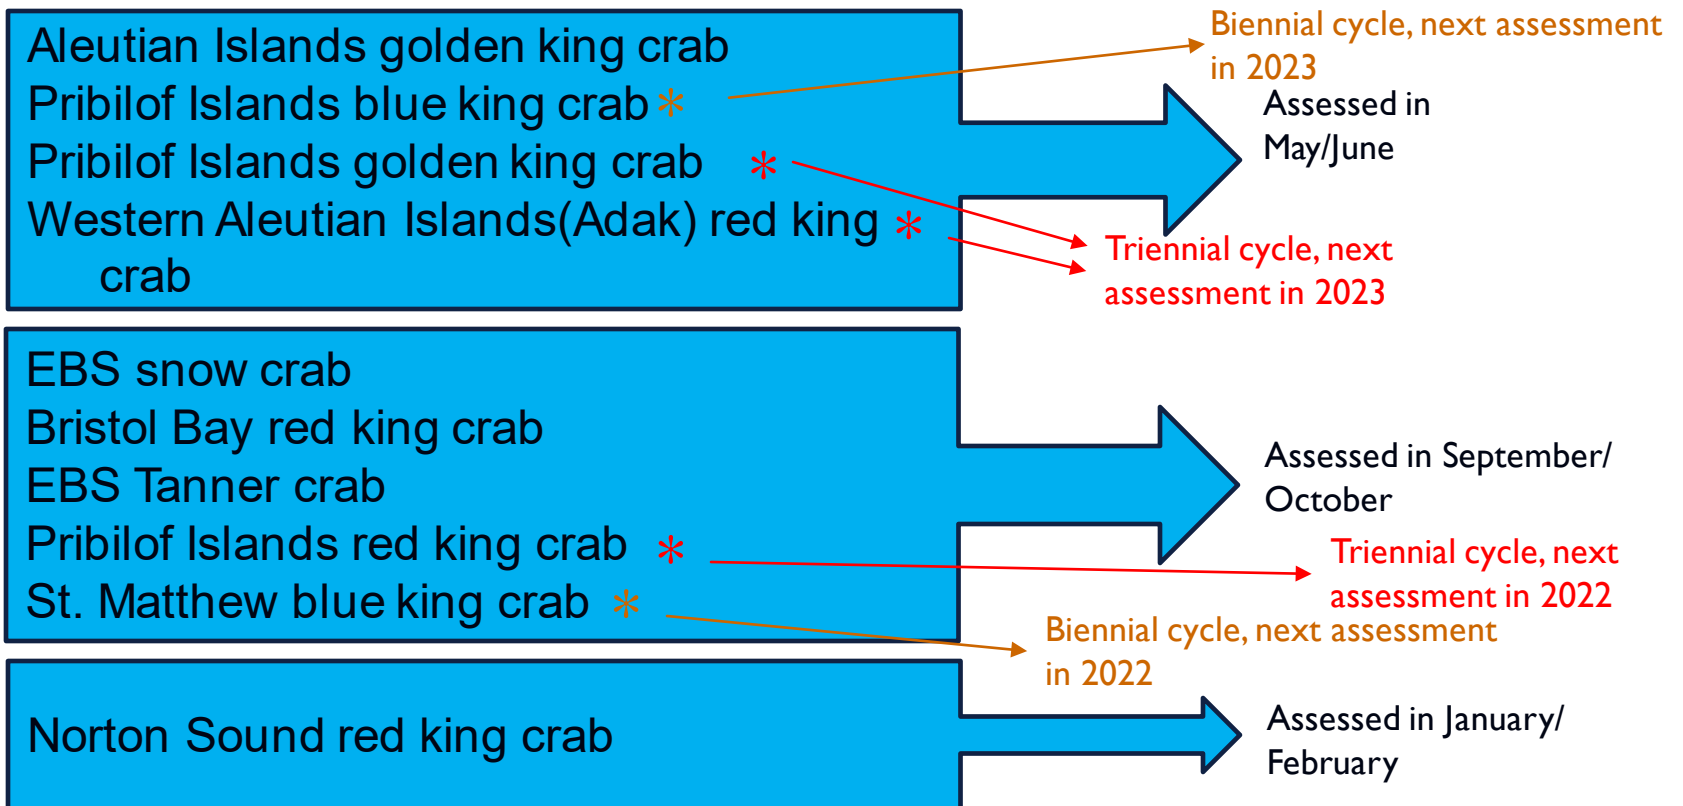 Aleutian Islands golden king crab
Pribilof Islands blue king crab *
Pribilof Islands golden king crab *
Western Aleutian Islands(Adak) red king *
crab
Biennial cycle, next assessment
in 2023
Assessed in
May/June
Triennial cycle, next
assessment in 2023
EBS snow crab
Bristol Bay red king crab
EBS Tanner crab
Pribilof Islands red king crab *
St. Matthew blue king crab *
Assessed in September/
October
Triennial cycle, next
assessment in 2022
Biennial cycle, next assessment
in 2022
Norton Sound red king crab
Assessed in January/
February